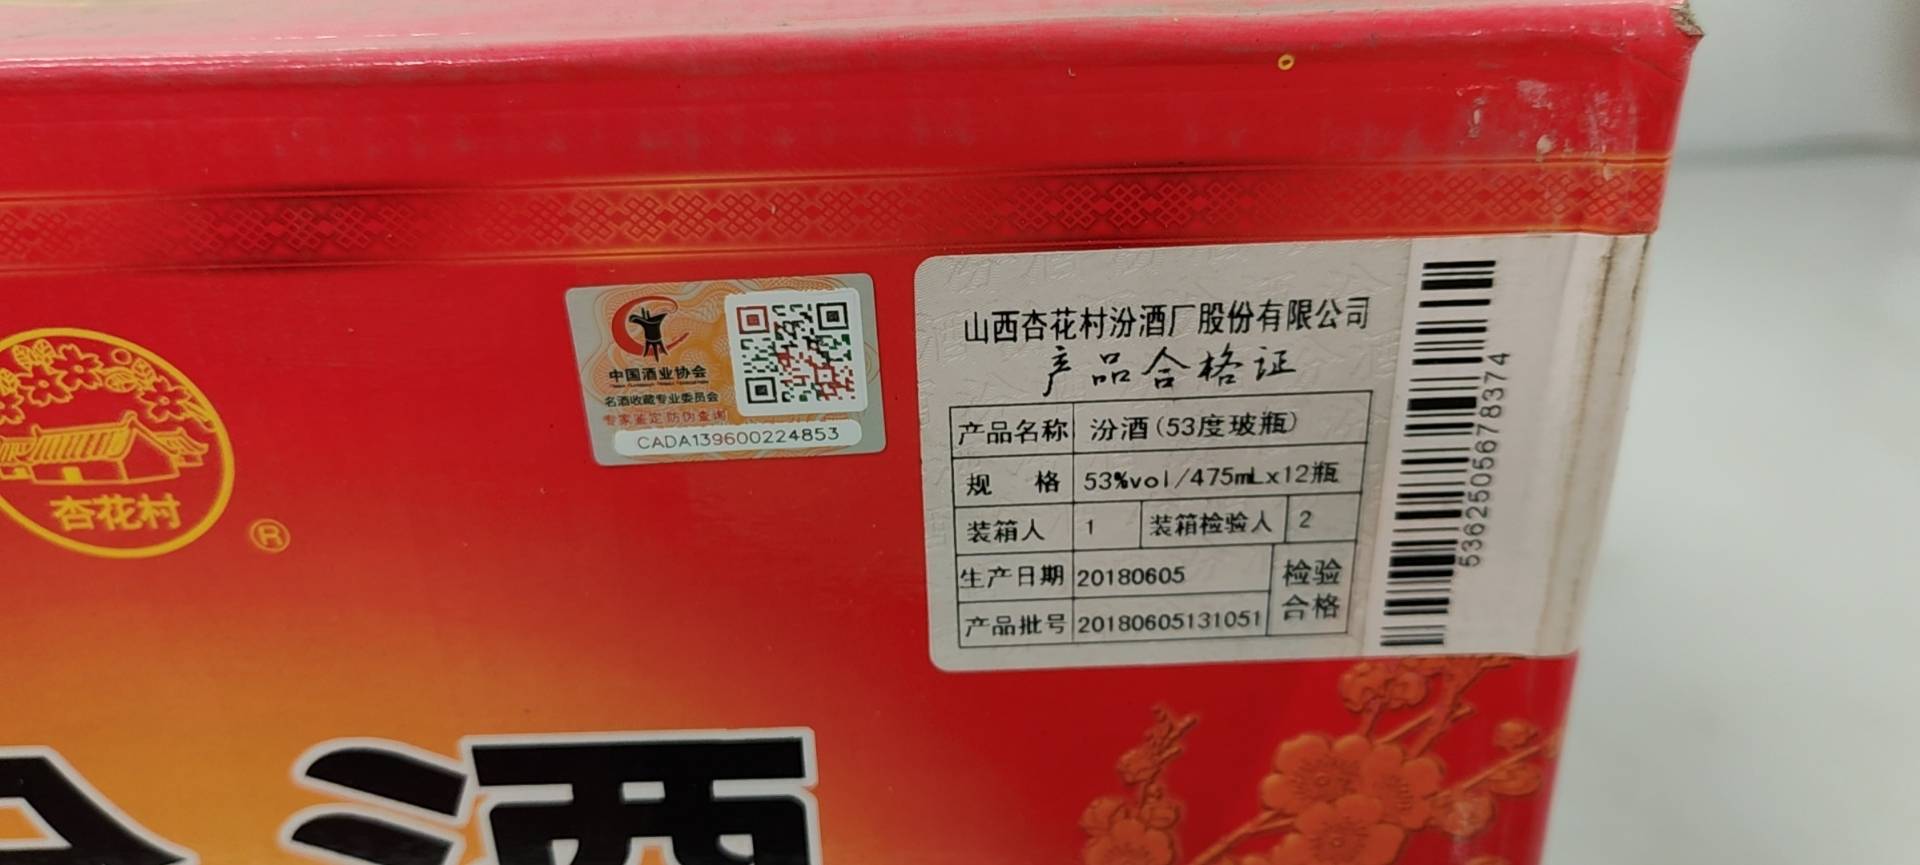 杏花村
®
中国酒业协会
名酒收藏专业委员会
专家鉴定 防伪查询
CADA139600224853
山西杏花村汾酒厂股份有限公司
产品合格证
产品名称 汾酒(53度玻瓶)
规 格 53%vol/475mLx12瓶
装箱人 1 装箱检验人 2
生产日期 20180605 检验
产品批号 20180605131051 合格
5362505678374
汾酒